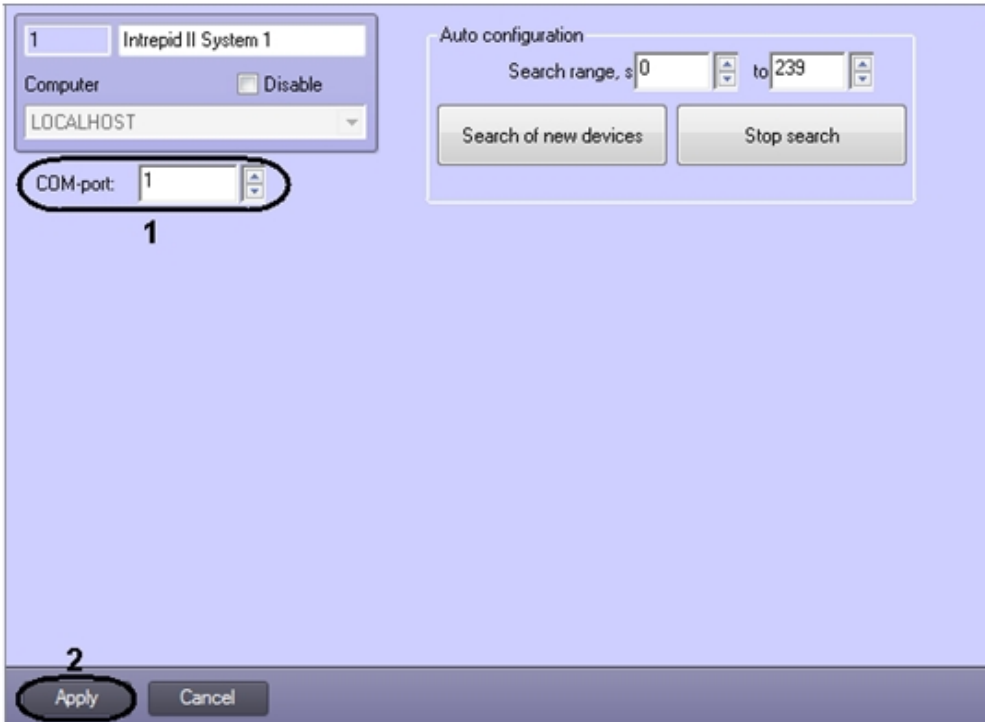 1 Intrepid II System 1
Computer Disable
LOCALHOST
COM-port: 1
1
Auto configuration
Search range, s 0 to 239
Search of new devices Stop search
2
Apply Cancel